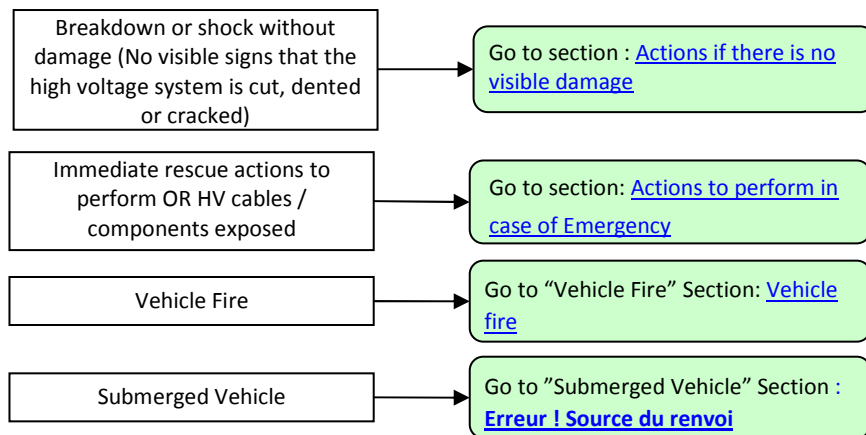 Breakdown or shock without
damage (No visible signs that the
high voltage system is cut, dented
or cracked)
Go to section : Actions if there is no
visible damage
Immediate rescue actions to
perform OR HV cables /
components exposed
Go to section: Actions to perform in
case of Emergency
Vehicle Fire
Go to “Vehicle Fire” Section: Vehicle
fire
Submerged Vehicle
Go to ”Submerged Vehicle” Section :
Erreur ! Source du renvoi